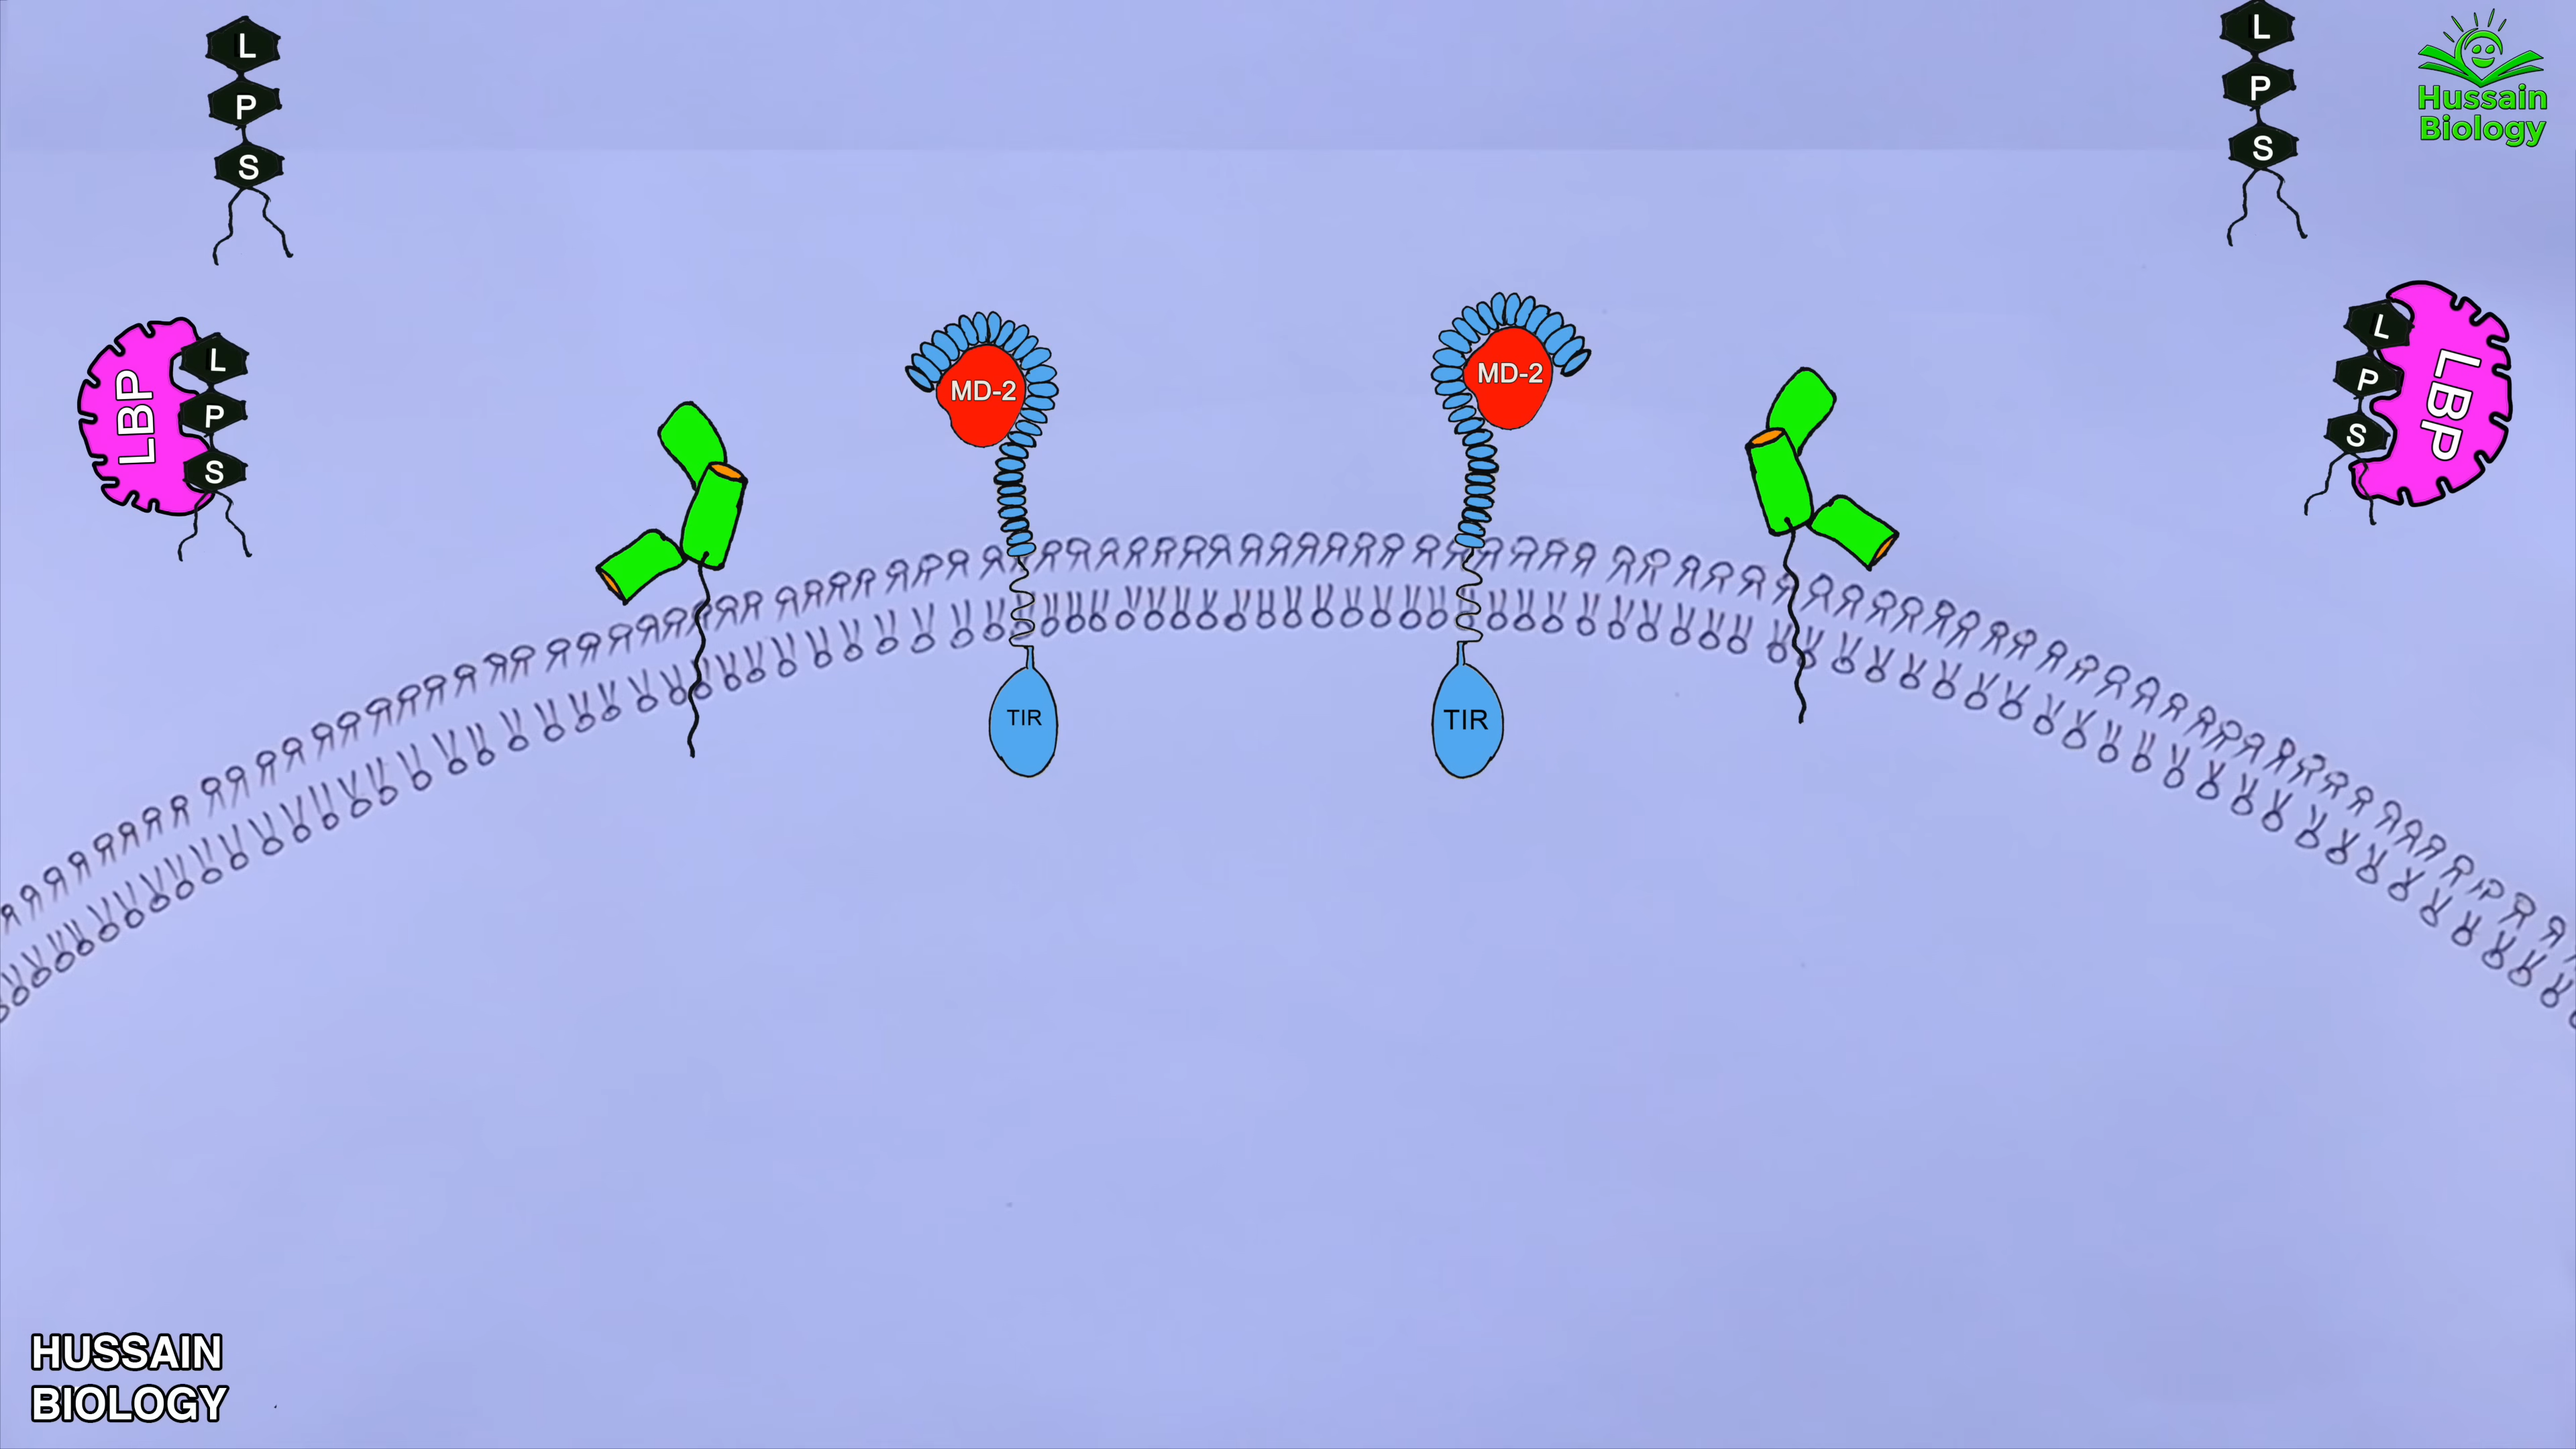 L
P
S
L
P
S
Hussain
Biology
LBP
L
P
S
MD-2
MD-2
L
P
S
LBP
TIR
TIR
HUSSAIN
BIOLOGY